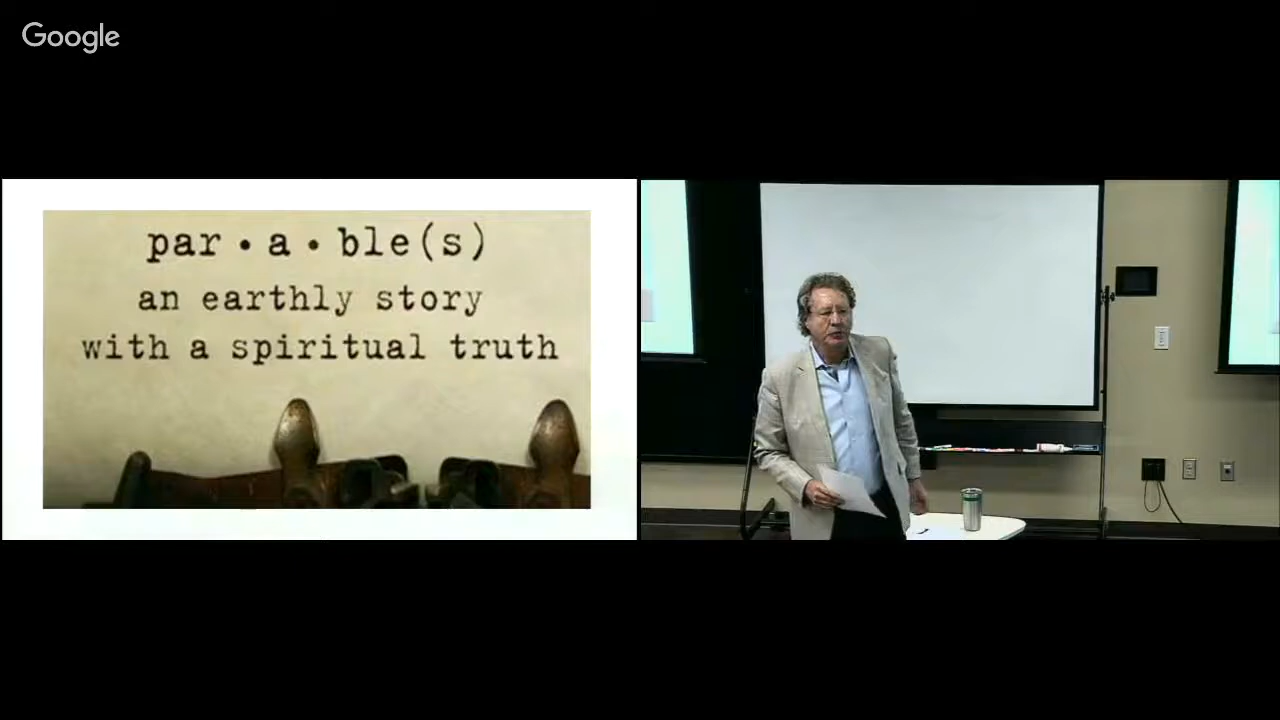 Google
par • a • ble(s)
an earthly story
with a spiritual truth